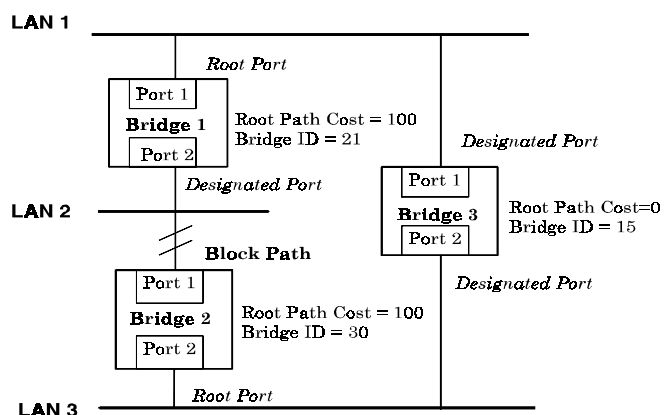 LAN 1
Root Port
Port 1
Bridge 1
Port 2
Root Path Cost = 100
Bridge ID = 21
Designated Port
Designated Port
Port 1
Bridge 3
Port 2
Root Path Cost=0
Bridge ID = 15
LAN 2
Block Path
Designated Port
Port 1
Bridge 2
Port 2
Root Path Cost = 100
Bridge ID = 30
Root Port
LAN 3